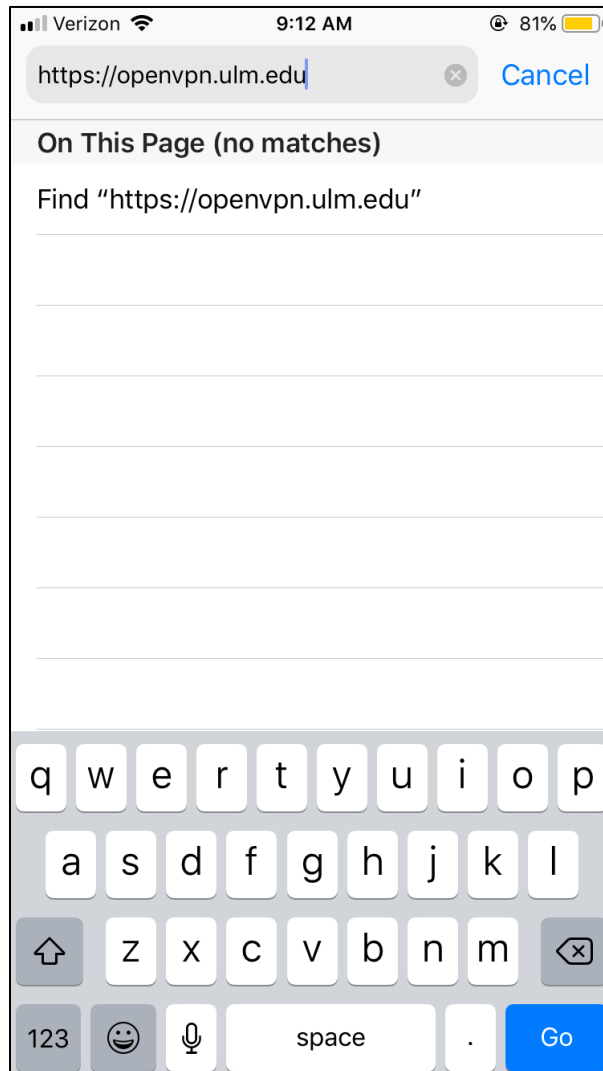 Verizon 9:12 AM 81%
https://openvpn.ulm.edu Cancel
On This Page (no matches)
Find “https://openvpn.ulm.edu”
q w e r t y u i o p
a s d f g h j k l
z x c v b n m
123 space . Go